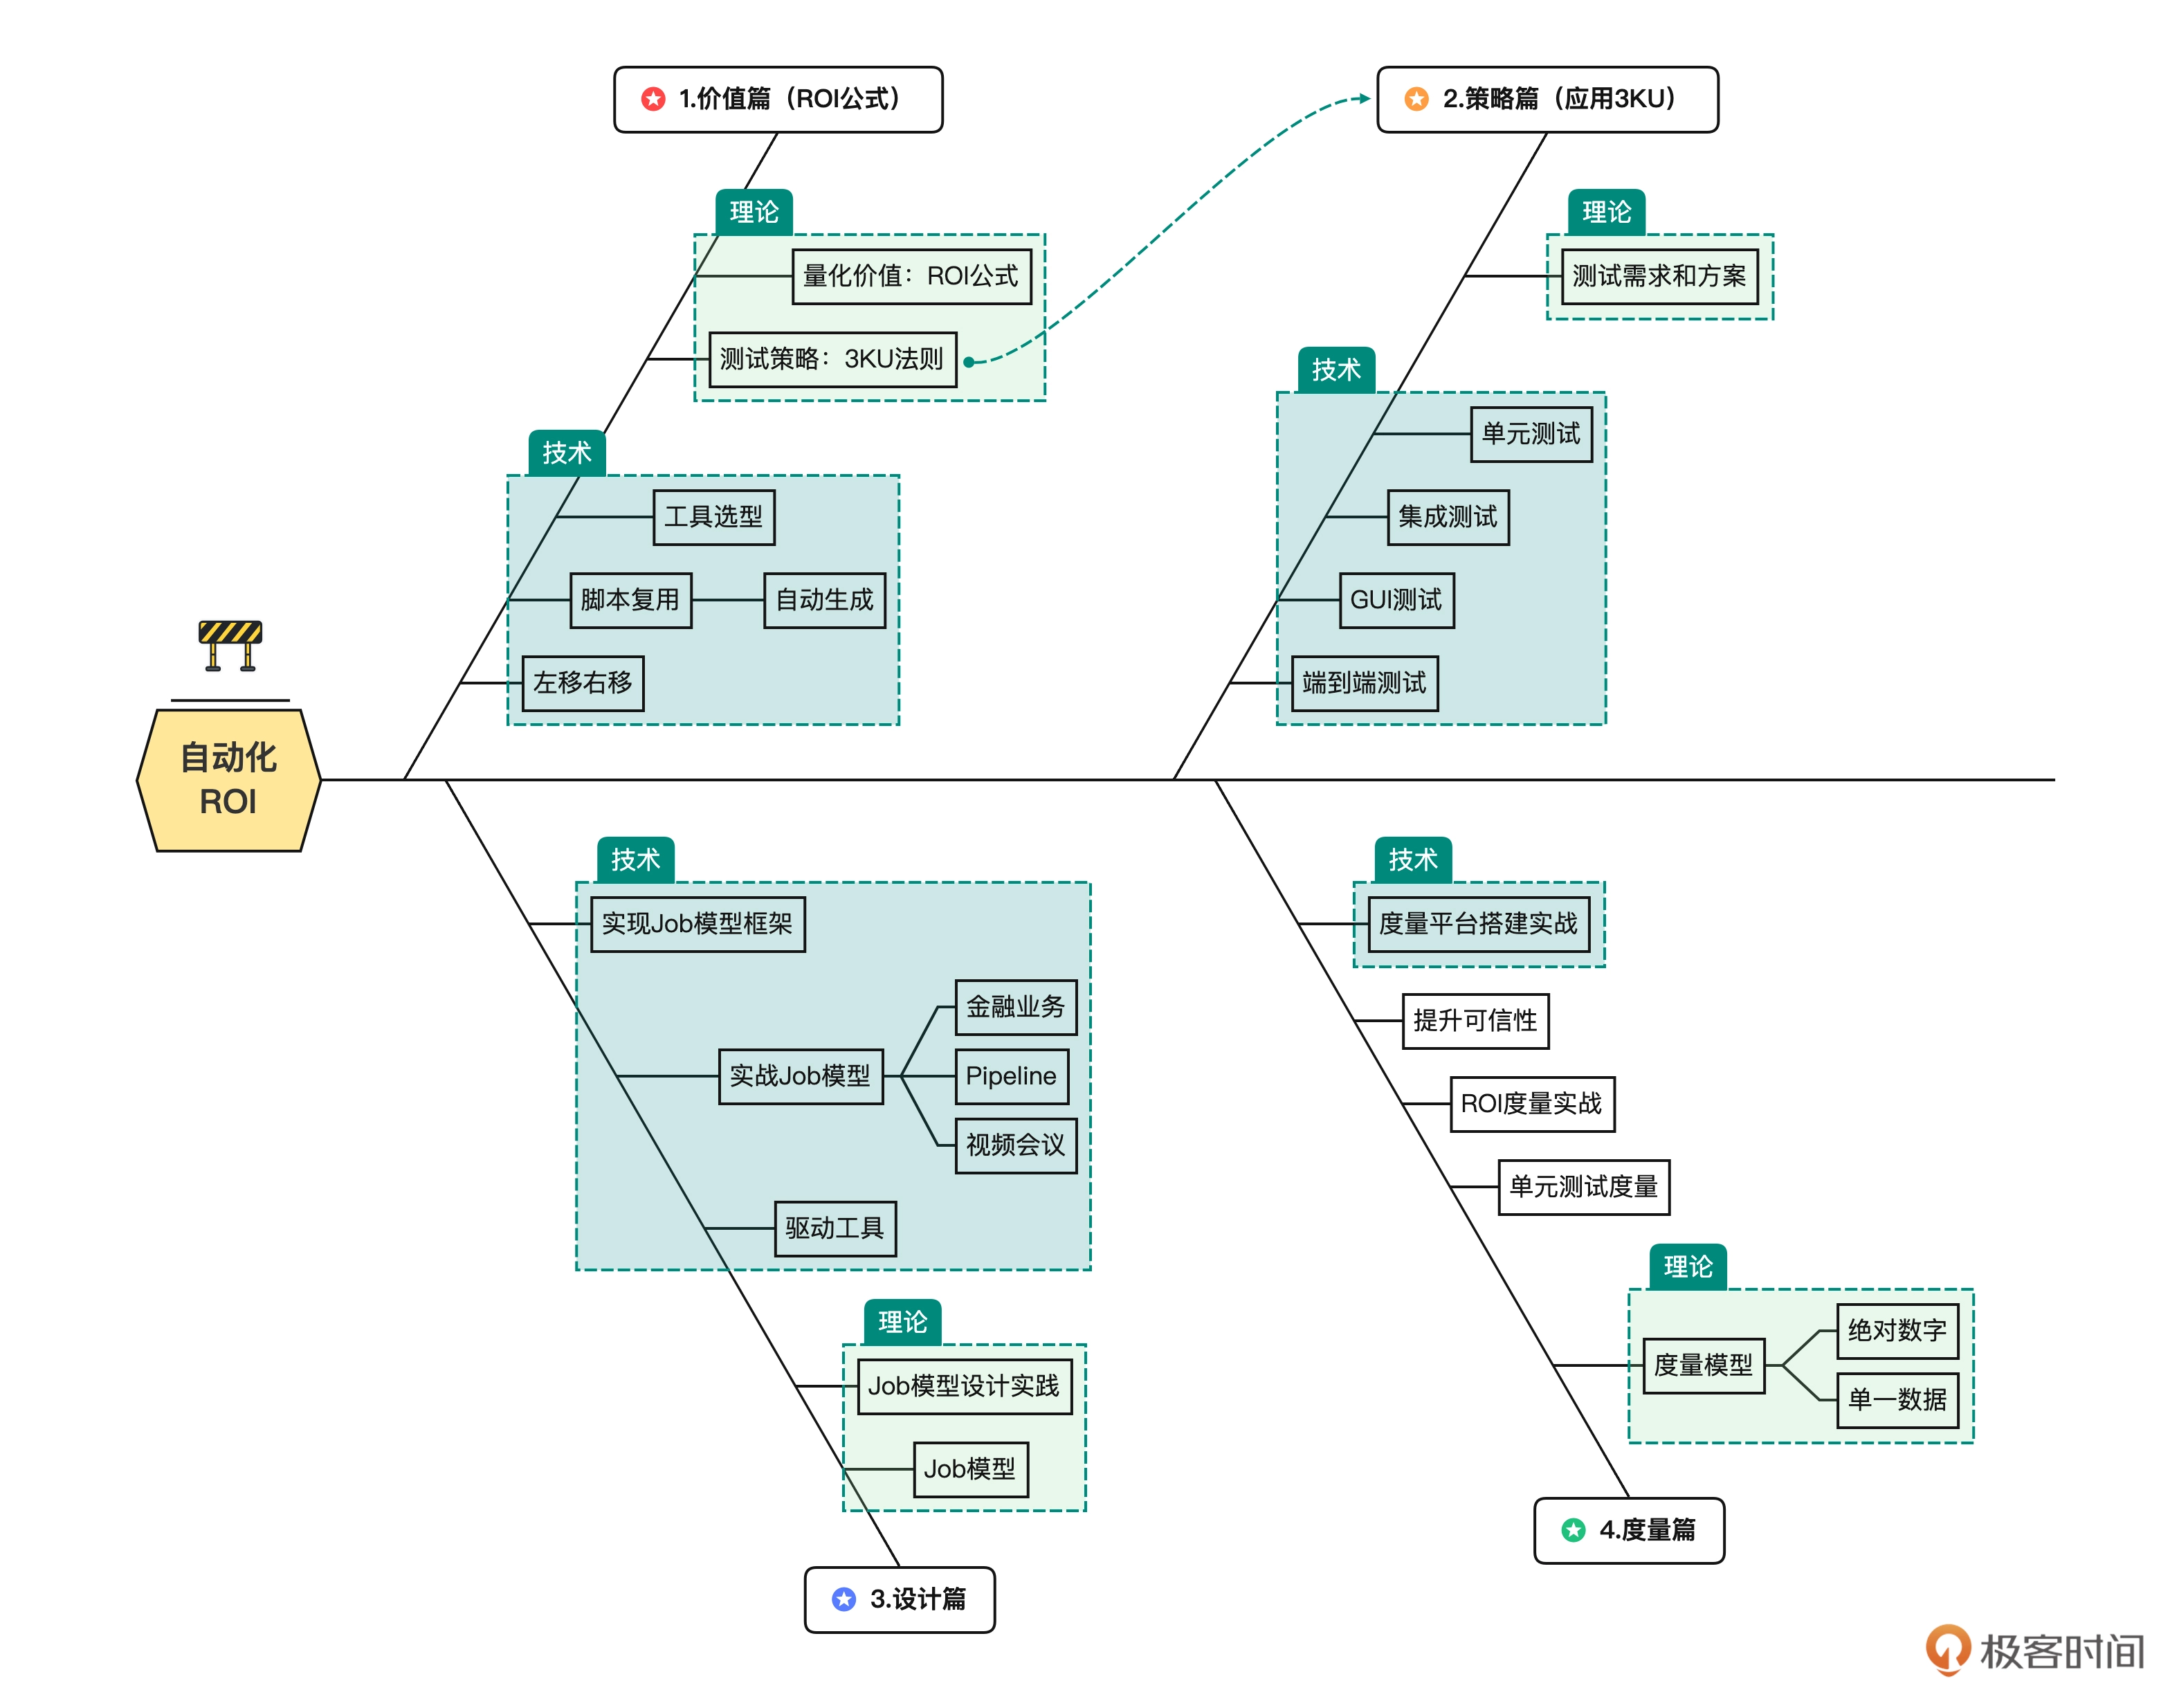 1.价值篇（ROI公式）
理论
量化价值：ROI公式
测试策略：3KU法则
技术
工具选型
脚本复用
自动生成
左移右移
2.策略篇（应用3KU）
理论
测试需求和方案
技术
单元测试
集成测试
GUI测试
端到端测试
自动化
ROI
技术
实现Job模型框架
实战Job模型
金融业务
Pipeline
视频会议
驱动工具
理论
Job模型设计实践
Job模型
3.设计篇
技术
度量平台搭建实战
提升可信性
ROI度量实战
单元测试度量
理论
度量模型
绝对数字
单一数据
4.度量篇
极客时间